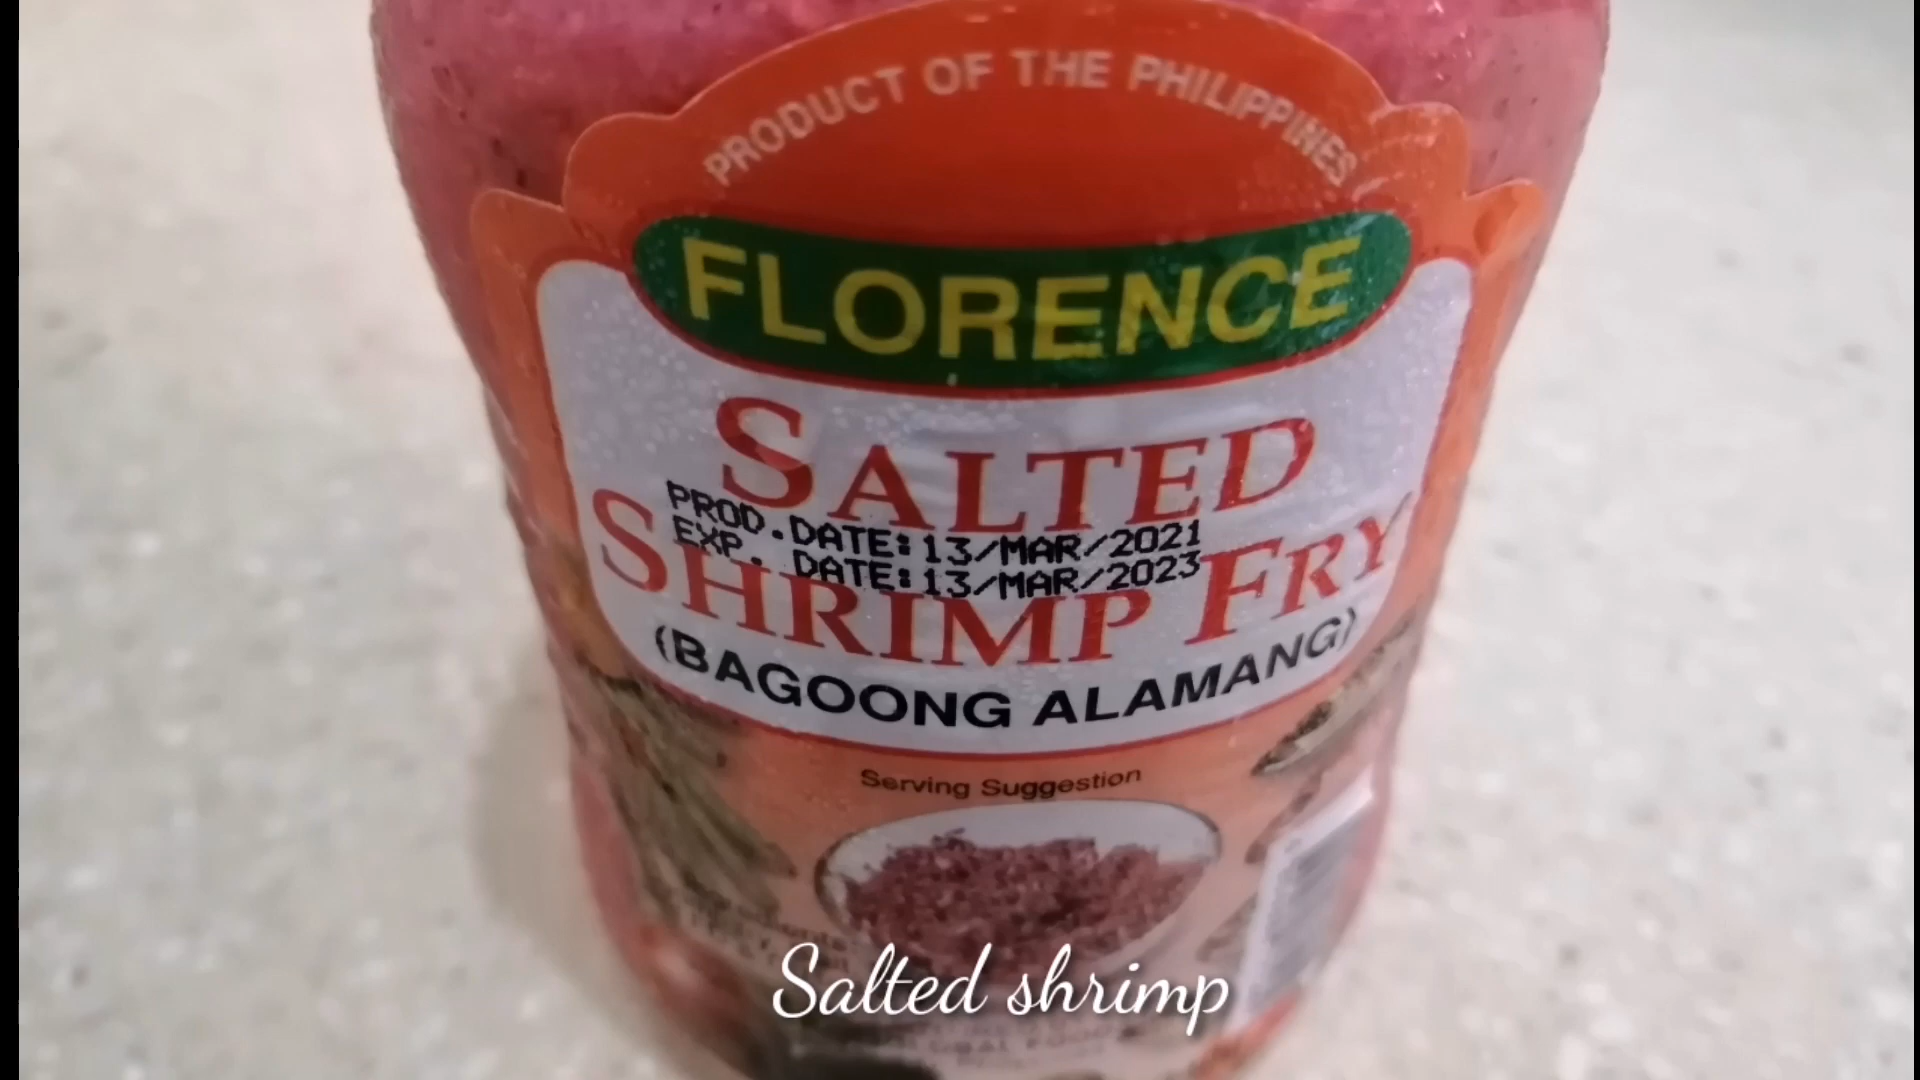 PRODUCT OF THE PHILIPPINES
FLORENCE
SALTED
PROD.DATE:13/MAR/2021
EXP. DATE:13/MAR/2023
SHRIMP FRY
(BAGOONG ALAMANG)
Serving Suggestion
Salted shrimp